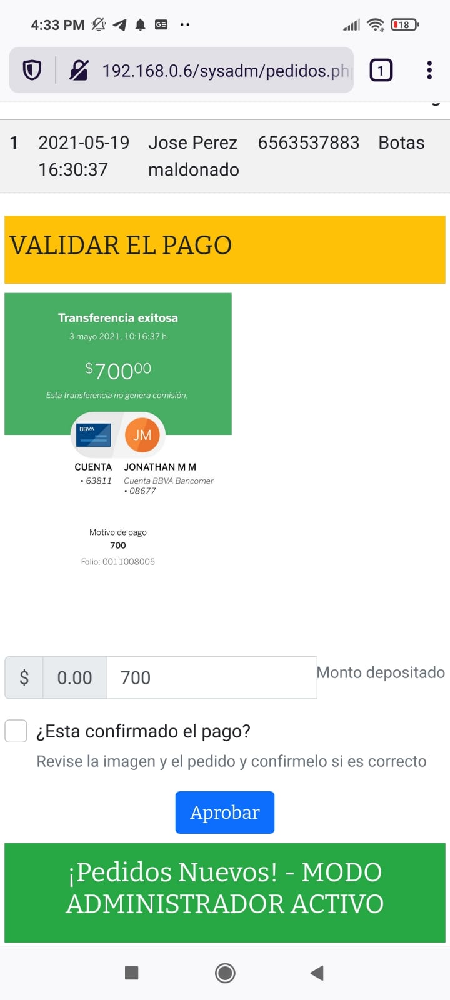 4:33 PM
GE
18
192.168.0.6/sysadm/pedidos.ph
1
1 2021-05-19 Jose Perez 6563537883 Botas
16:30:37 maldonado
VALIDAR EL PAGO
Transferencia exitosa
3 mayo 2021, 10:16:37 h
$70000
Esta transferencia no genera comisión.
BBVA
JM
CUENTA JONATHAN M M
• 63811 Cuenta BBVA Bancomer
• 08677
Motivo de pago
700
Folio: 0011008005
$ 0.00 700 Monto depositado
¿Esta confirmado el pago?
Revise la imagen y el pedido y confirmelo si es correcto
Aprobar
¡Pedidos Nuevos! - MODO
ADMINISTRADOR ACTIVO